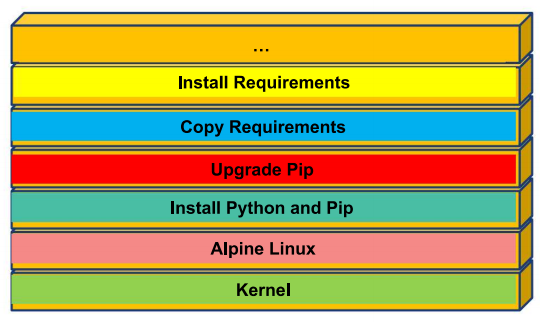 ...
Install Requirements
Copy Requirements
Upgrade Pip
Install Python and Pip
Alpine Linux
Kernel